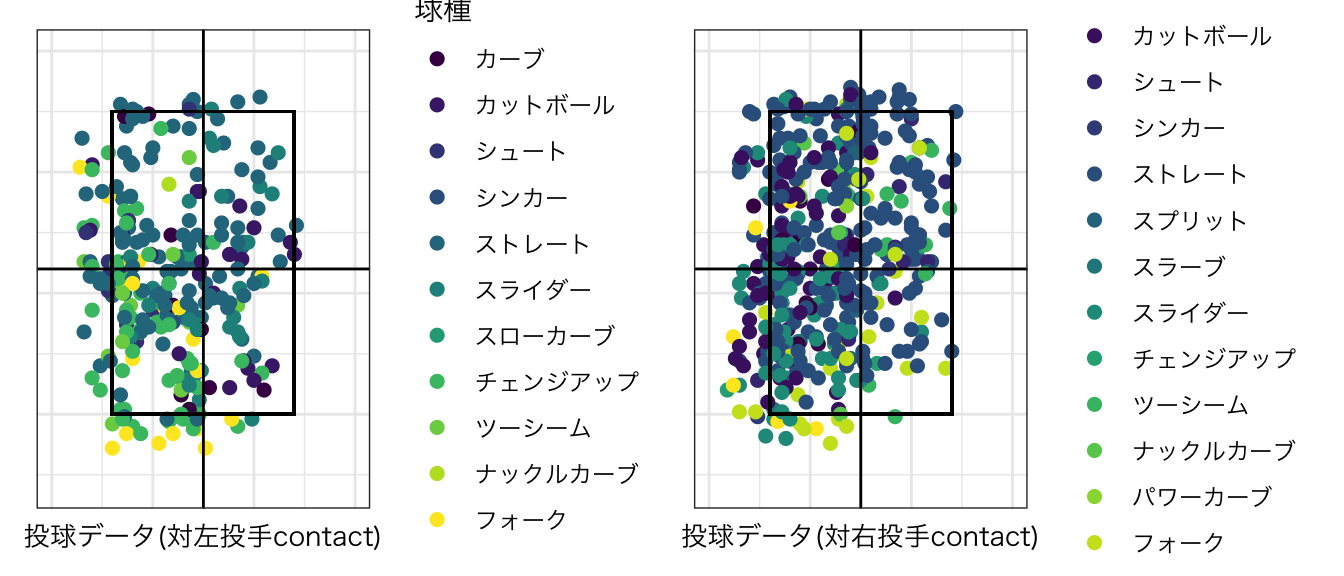 球種
カーブ
カットボール
シュート
シンカー
ストレート
スライダー
スローカーブ
チェンジアップ
ツーシーム
ナックルカーブ
フォーク
投球データ(対左投手contact)
カットボール
シュート
シンカー
ストレート
スプリット
スラーブ
スライダー
チェンジアップ
ツーシーム
ナックルカーブ
パワーカーブ
フォーク
投球データ(対右投手contact)